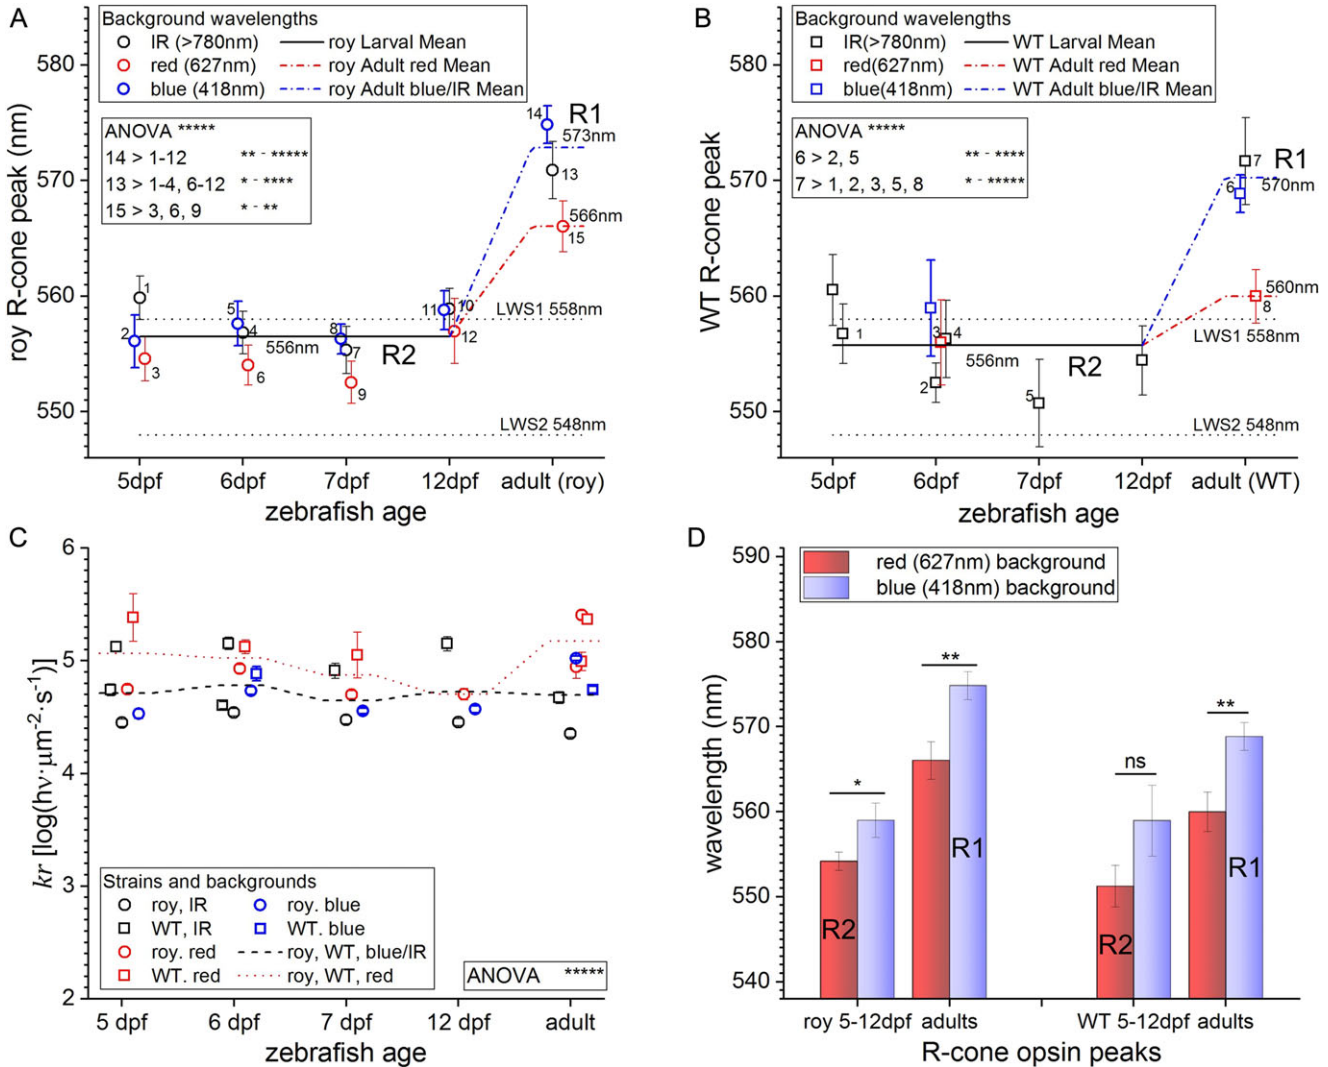 A
Background wavelengths
IR (>780nm)
roy Larval Mean
red (627nm)
roy Adult red Mean
blue (418nm)
roy Adult blue/IR Mean
ANOVA *****
14 > 1-12 ** - *****
13 > 1-4, 6-12 * - ****
15 > 3, 6, 9 * - **
roy R-cone peak (nm)
580
570
560
550
14
R1
573nm
13
566nm
15
1
2
3
5
4
6
8
7
9
11
10
12
556nm
R2
LWS1 558nm
LWS2 548nm
5dpf
6dpf
7dpf
12dpf
adult (roy)
zebrafish age
B
Background wavelengths
IR(>780nm)
WT Larval Mean
red(627nm)
WT Adult red Mean
blue(418nm)
WT Adult blue/IR Mean
ANOVA *****
6 > 2, 5 ** - ****
7 > 1, 2, 3, 5, 8 * - *****
WT R-cone peak
580
570
560
550
7
R1
6
570nm
560nm
8
1
3
4
2
5
556nm
R2
LWS1 558nm
LWS2 548nm
5dpf
6dpf
7dpf
12dpf
adult (WT)
zebrafish age
C
kr [log(hν·μm⁻²·s⁻¹)]
6
5
4
3
2
Strains and backgrounds
roy, IR
roy. blue
WT, IR
WT. blue
roy. red
roy, WT, blue/IR
WT. red
roy, WT, red
ANOVA *****
5 dpf
6 dpf
7 dpf
12 dpf
adult
zebrafish age
D
red (627nm) background
blue (418nm) background
wavelength (nm)
590
580
570
560
550
540
*
**
ns
**
R2
R1
R2
R1
roy 5-12dpf
adults
WT 5-12dpf
adults
R-cone opsin peaks